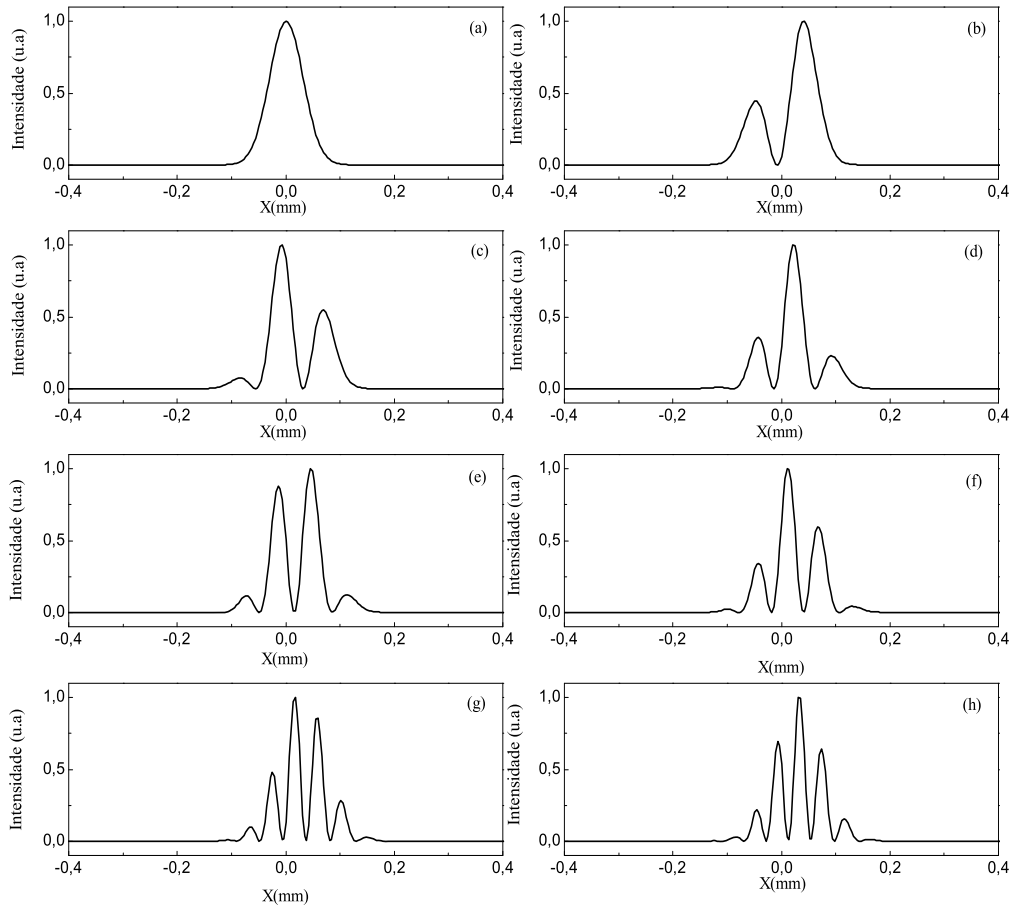 (a)
Intensidade (u.a)
1,0
0,5
0,0
-0,4 -0,2 0,0 0,2 0,4
X(mm)
(b)
Intensidade (u.a)
1,0
0,5
0,0
-0,4 -0,2 0,0 0,2 0,4
X(mm)
(c)
Intensidade (u.a)
1,0
0,5
0,0
-0,4 -0,2 0,0 0,2 0,4
X(mm)
(d)
Intensidade (u.a)
1,0
0,5
0,0
-0,4 -0,2 0,0 0,2 0,4
X(mm)
(e)
Intensidade (u.a)
1,0
0,5
0,0
-0,4 -0,2 0,0 0,2 0,4
X(mm)
(f)
Intensidade (u.a)
1,0
0,5
0,0
-0,4 -0,2 0,0 0,2 0,4
X(mm)
(g)
Intensidade (u.a)
1,0
0,5
0,0
-0,4 -0,2 0,0 0,2 0,4
X(mm)
(h)
Intensidade (u.a)
1,0
0,5
0,0
-0,4 -0,2 0,0 0,2 0,4
X(mm)